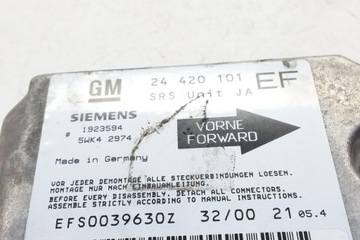 GM 24 420 101 EF
SRS Unit JA
SIEMENS
1923594
5WK4 2974
VORNE
FORWARD
Made in Germany
VOR JEDER DEMONTAGE ALLE STECKVERBINDUNGEN LOESEN.
MONTAGE NUR NACH EINBAUANLEITUNG.
BEFORE EVERY DISASSEMBLY, DETACH ALL CONNECTORS.
ASSEMBLE STRICTLY ACCORDING TO MANUAL INSTRUCTIONS.
EFS0039630Z 32/00 21 05.4